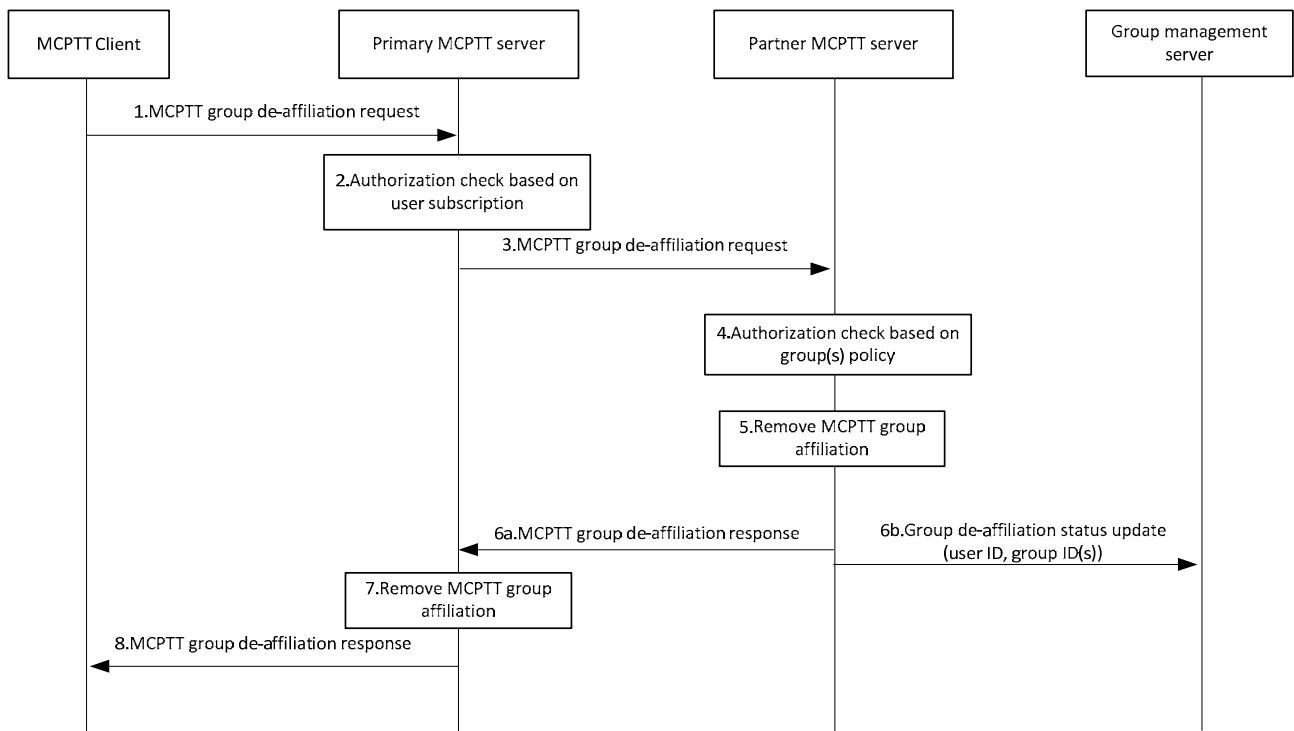 MCPTT Client
Primary MCPTT server
Partner MCPTT server
Group management
server
1.MCPTT group de-affiliation request
2.Authorization check based on
user subscription
3.MCPTT group de-affiliation request
4.Authorization check based on
group(s) policy
5.Remove MCPTT group
affiliation
6a.MCPTT group de-affiliation response
6b.Group de-affiliation status update
(user ID, group ID(s))
7.Remove MCPTT group
affiliation
8.MCPTT group de-affiliation response